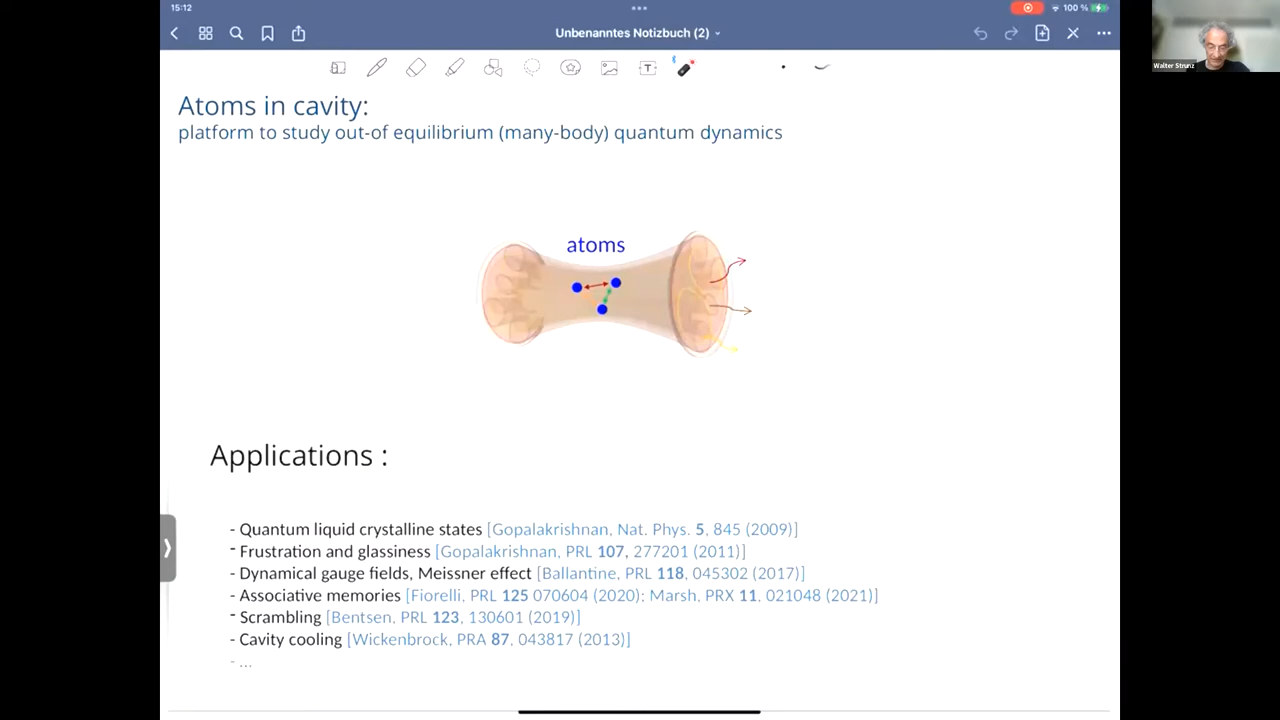 15:12
100 %
Unbenanntes Notizbuch (2)
Walter Strunz
T
Atoms in cavity:
platform to study out-of equilibrium (many-body) quantum dynamics
atoms
Applications :
- Quantum liquid crystalline states [Gopalakrishnan, Nat. Phys. 5, 845 (2009)]
- Frustration and glassiness [Gopalakrishnan, PRL 107, 277201 (2011)]
- Dynamical gauge fields, Meissner effect [Ballantine, PRL 118, 045302 (2017)]
- Associative memories [Fiorelli, PRL 125 070604 (2020); Marsh, PRX 11, 021048 (2021)]
- Scrambling [Bentsen, PRL 123, 130601 (2019)]
- Cavity cooling [Wickenbrock, PRA 87, 043817 (2013)]
- ...